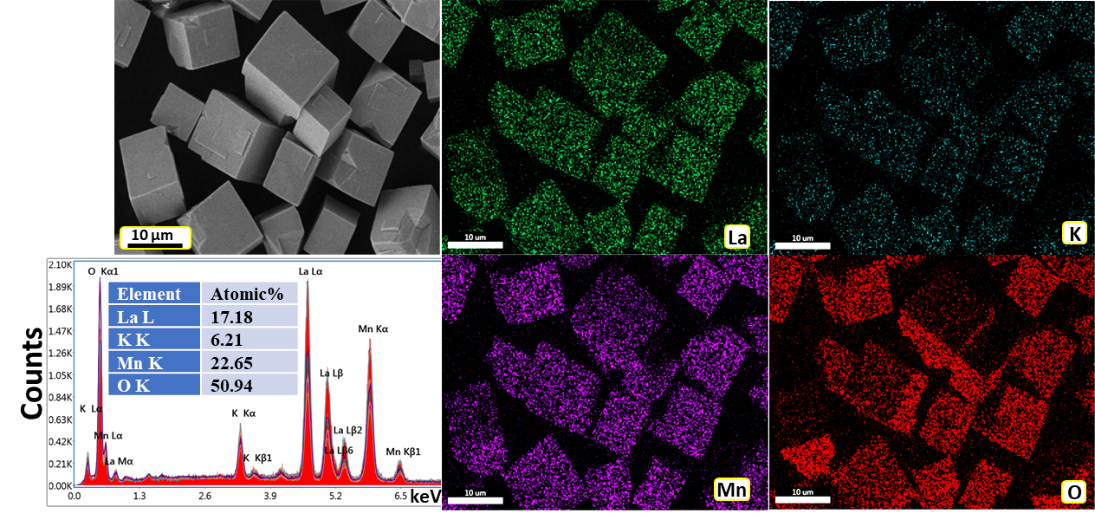 10 µm
10 um
La
10 um
K
2.10K
1.89K
1.68K
1.47K
1.26K
1.05K
0.84K
0.63K
0.42K
0.21K
0.00K
Counts
O Kα1
La Lα
Element Atomic%
La L 17.18
K K 6.21
Mn K 22.65
O K 50.94
Mn Kα
La Lβ
K Lα
K Kα
Mn Lα
La Lβ2
La Mα
K Kβ1
La Lβ6
Mn Kβ1
0.0 1.3 2.6 3.9 5.2 6.5
keV
10 um
Mn
10 um
O